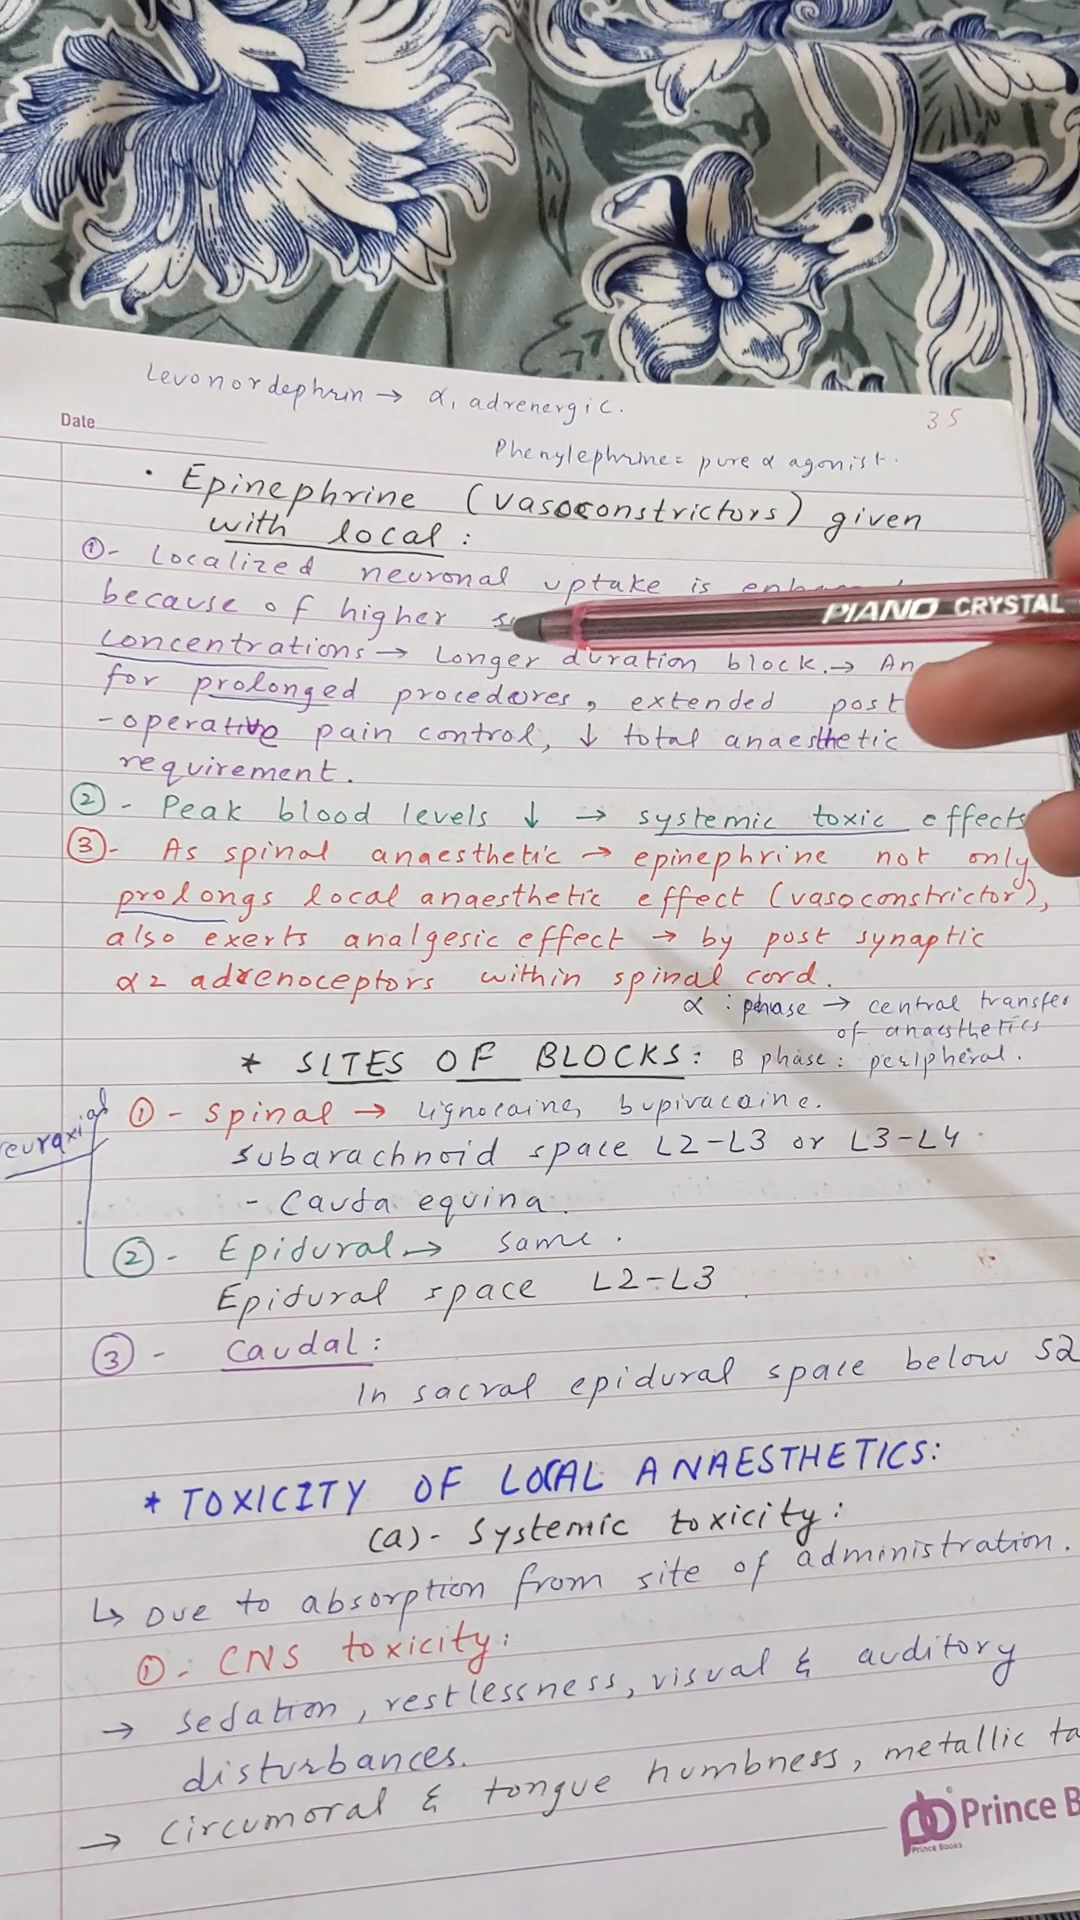 Levonordephrin → α, adrenergic.
35
Date
Phenylephrine = pure α agonist.
• Epinephrine (vasoconstrictors) given
with local :
①- Localized neuronal uptake is
because of higher
concentrations → Longer duration block. →
for prolonged procedures, extended post
-operative pain control, ↓ total anaesthetic
requirement.
② - Peak blood levels ↓ → systemic toxic effects
③- As spinal anaesthetic → epinephrine not only
prolongs local anaesthetic effect (vasoconstrictor),
also exerts analgesic effect → by post synaptic
α2 adrenoceptors within spinal cord.
α : phase → central transfer
of anaesthetics
* SITES OF BLOCKS : B phase : peripheral.
① - Spinal → Lignocaine, bupivacaine.
subarachnoid space L2-L3 or L3-L4
- Cauda equina.
② - Epidural → same.
Epidural space L2-L3
③ - Caudal :
In sacral epidural space below S2
* TOXICITY OF LOCAL ANAESTHETICS:
(a)- Systemic toxicity :
↳ Due to absorption from site of administration.
①- CNS toxicity :
→ sedation, restlessness, visual & auditory
disturbances.
→ circumoral & tongue numbness, metallic
Prince B
Prince Books
PIANO CRYSTAL